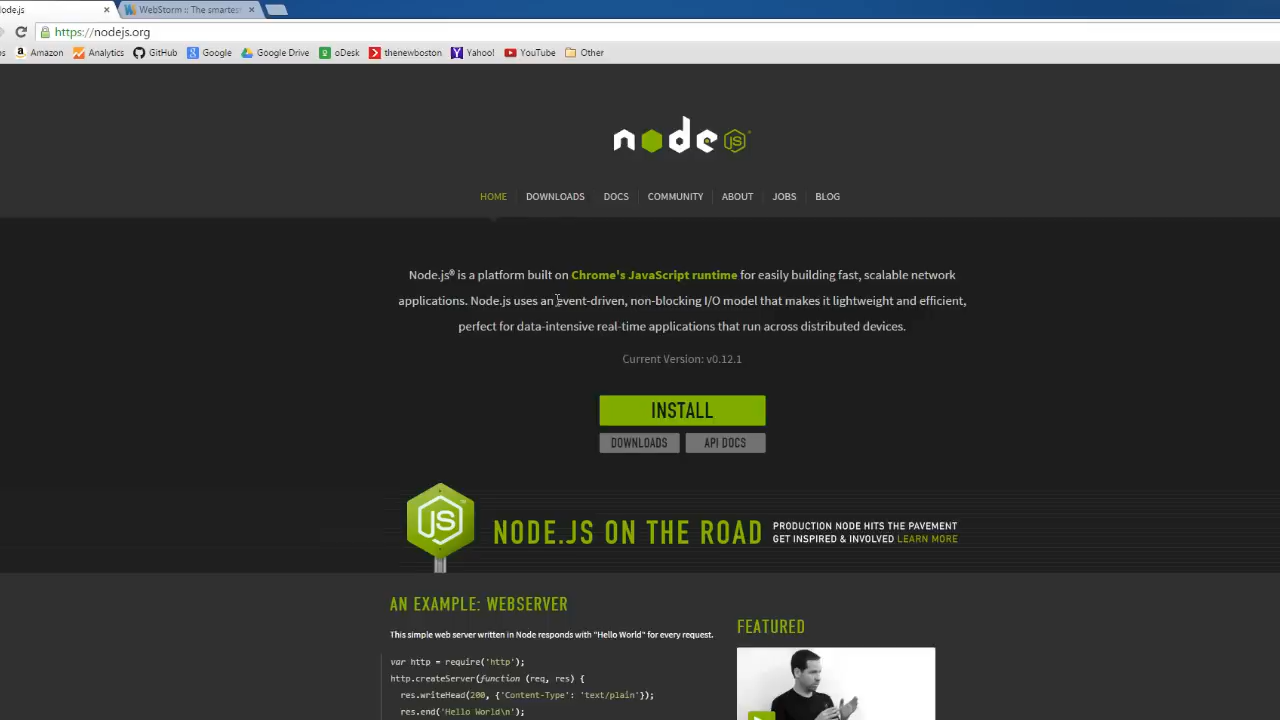 ode.js
WebStorm :: The smartes
https://nodejs.org
Amazon Analytics GitHub Google Google Drive oDesk thenewboston Yahoo! YouTube Other
node JS
HOME DOWNLOADS DOCS COMMUNITY ABOUT JOBS BLOG
Node.js® is a platform built on Chrome's JavaScript runtime for easily building fast, scalable network
applications. Node.js uses an event-driven, non-blocking I/O model that makes it lightweight and efficient,
perfect for data-intensive real-time applications that run across distributed devices.
Current Version: v0.12.1
INSTALL
DOWNLOADS API DOCS
JS
NODE.JS ON THE ROAD
PRODUCTION NODE HITS THE PAVEMENT
GET INSPIRED & INVOLVED LEARN MORE
AN EXAMPLE: WEBSERVER
This simple web server written in Node responds with "Hello World" for every request.
var http = require('http');
http.createServer(function (req, res) {
res.writeHead(200, {'Content-Type': 'text/plain'});
res.end('Hello World\n');
FEATURED